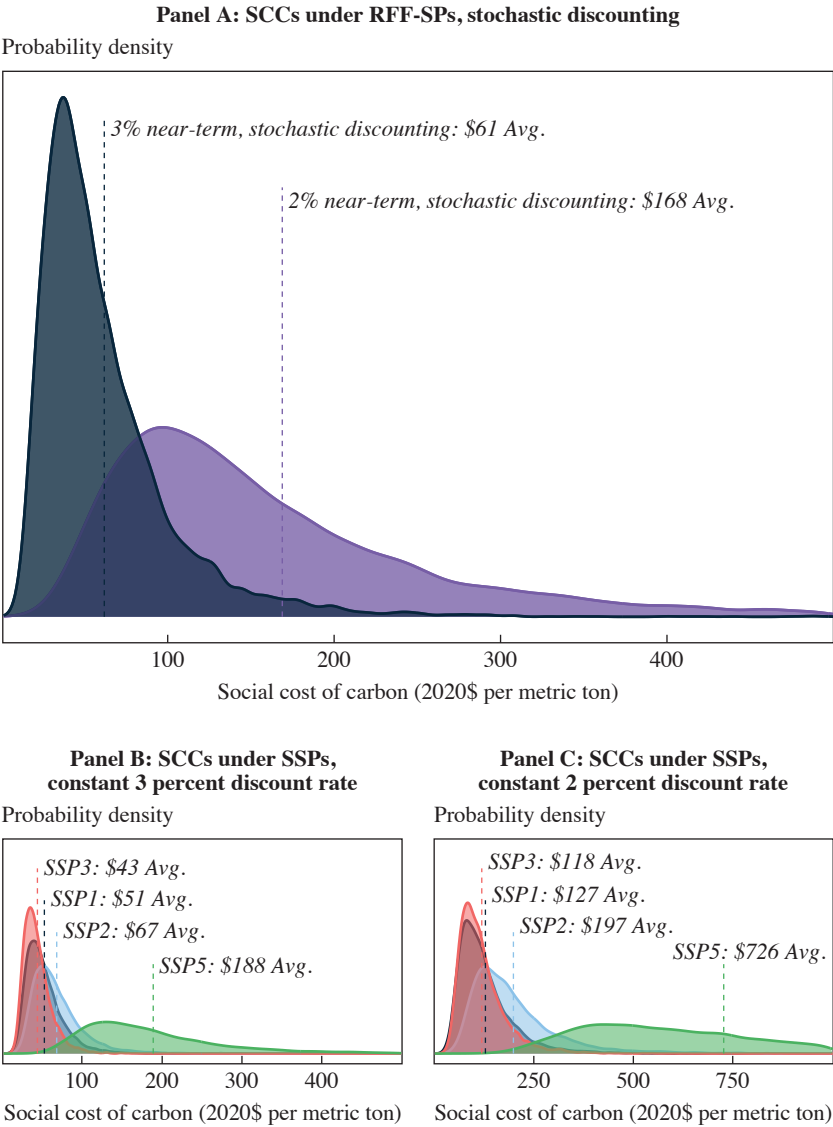 Panel A: SCCs under RFF-SPs, stochastic discounting
Probability density
3% near-term, stochastic discounting: $61 Avg.
2% near-term, stochastic discounting: $168 Avg.
100 200 300 400
Social cost of carbon (2020$ per metric ton)
Panel B: SCCs under SSPs,
constant 3 percent discount rate
Probability density
SSP3: $43 Avg.
SSP1: $51 Avg.
SSP2: $67 Avg.
SSP5: $188 Avg.
100 200 300 400
Social cost of carbon (2020$ per metric ton)
Panel C: SCCs under SSPs,
constant 2 percent discount rate
Probability density
SSP3: $118 Avg.
SSP1: $127 Avg.
SSP2: $197 Avg.
SSP5: $726 Avg.
250 500 750
Social cost of carbon (2020$ per metric ton)